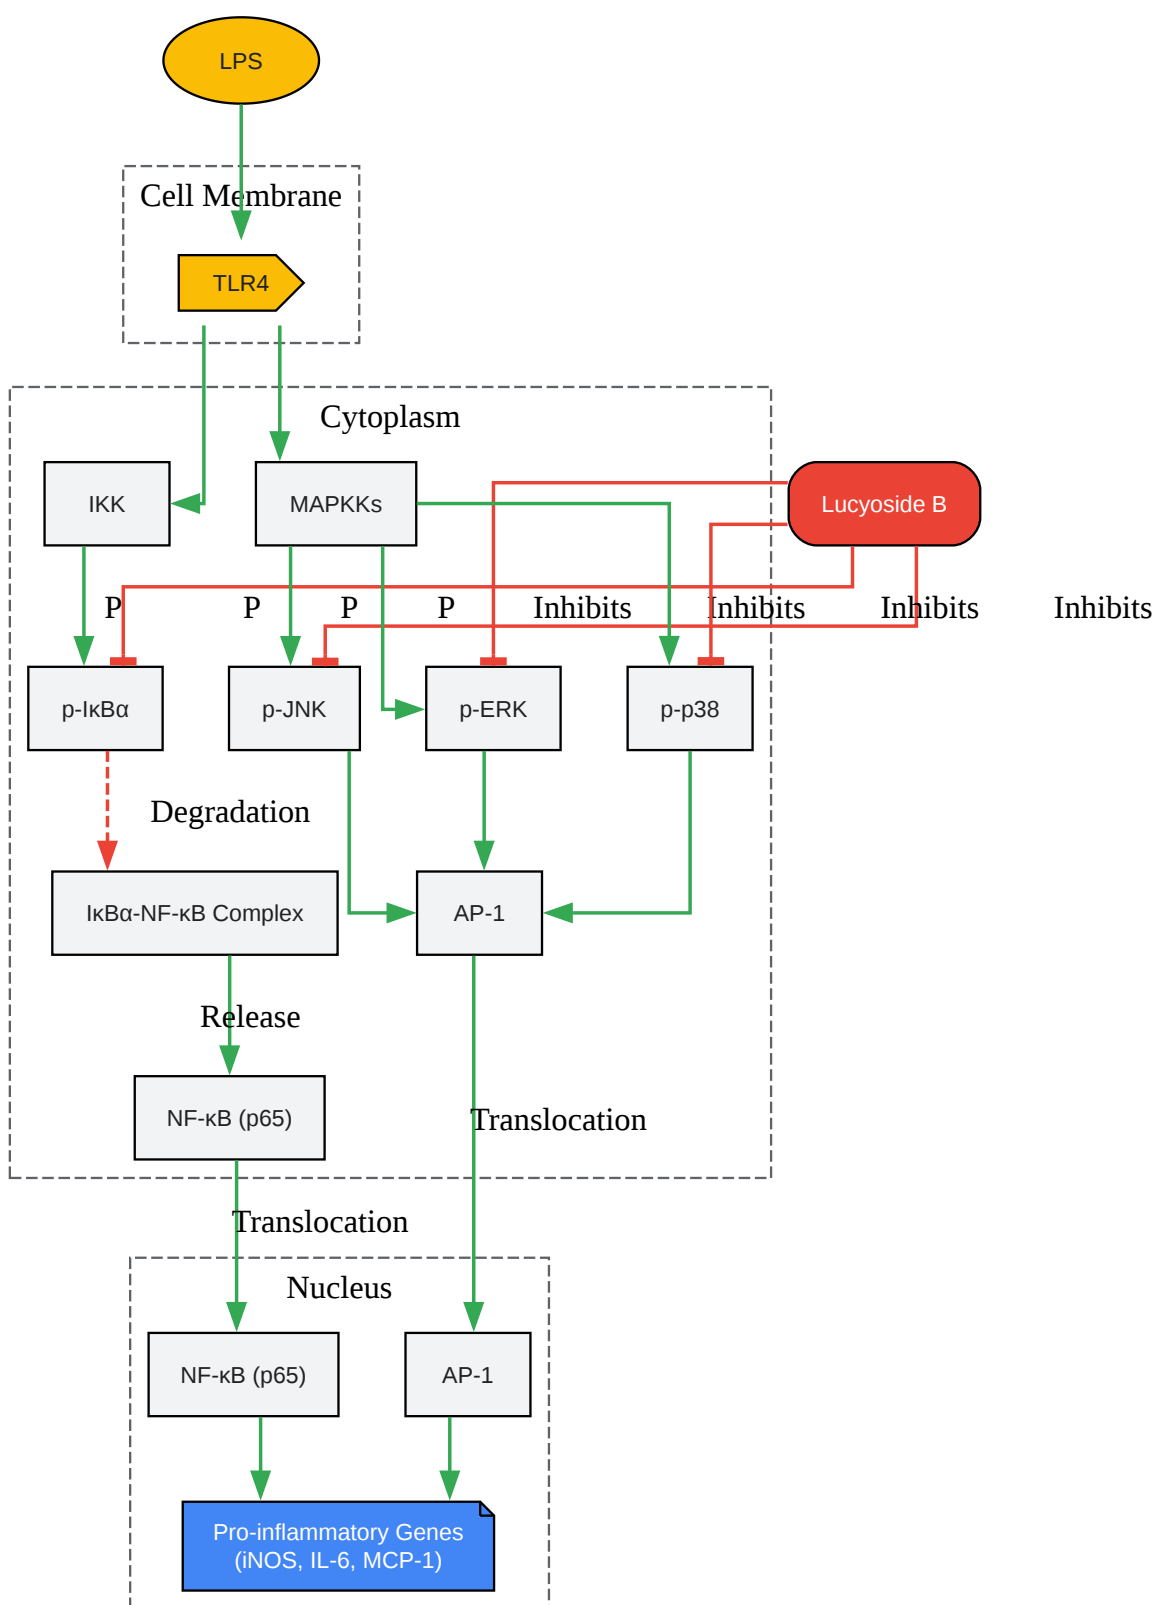 LPS
Cell Membrane
TLR4
Cytoplasm
IKK
MAPKKs
Lucyoside B
P
P
P
P
Inhibits
Inhibits
Inhibits
Inhibits
p-IκBα
p-JNK
p-ERK
p-p38
Degradation
IκBα-NF-κB Complex
AP-1
Release
NF-κB (p65)
Translocation
Translocation
Nucleus
NF-κB (p65)
AP-1
Pro-inflammatory Genes
(iNOS, IL-6, MCP-1)